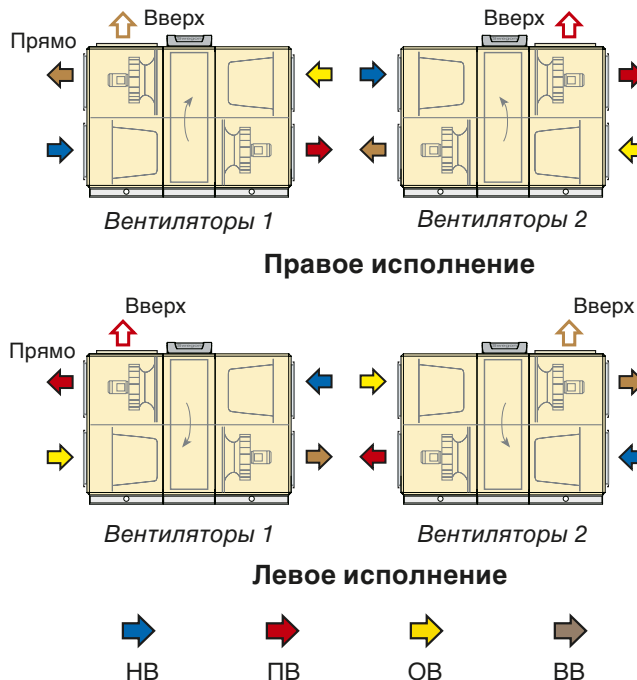 Вверх
Вверх
Прямо
Вентиляторы 1
Вентиляторы 2
Правое исполнение
Вверх
Вверх
Прямо
Вентиляторы 1
Вентиляторы 2
Левое исполнение
НВ
ПВ
ОВ
ВВ